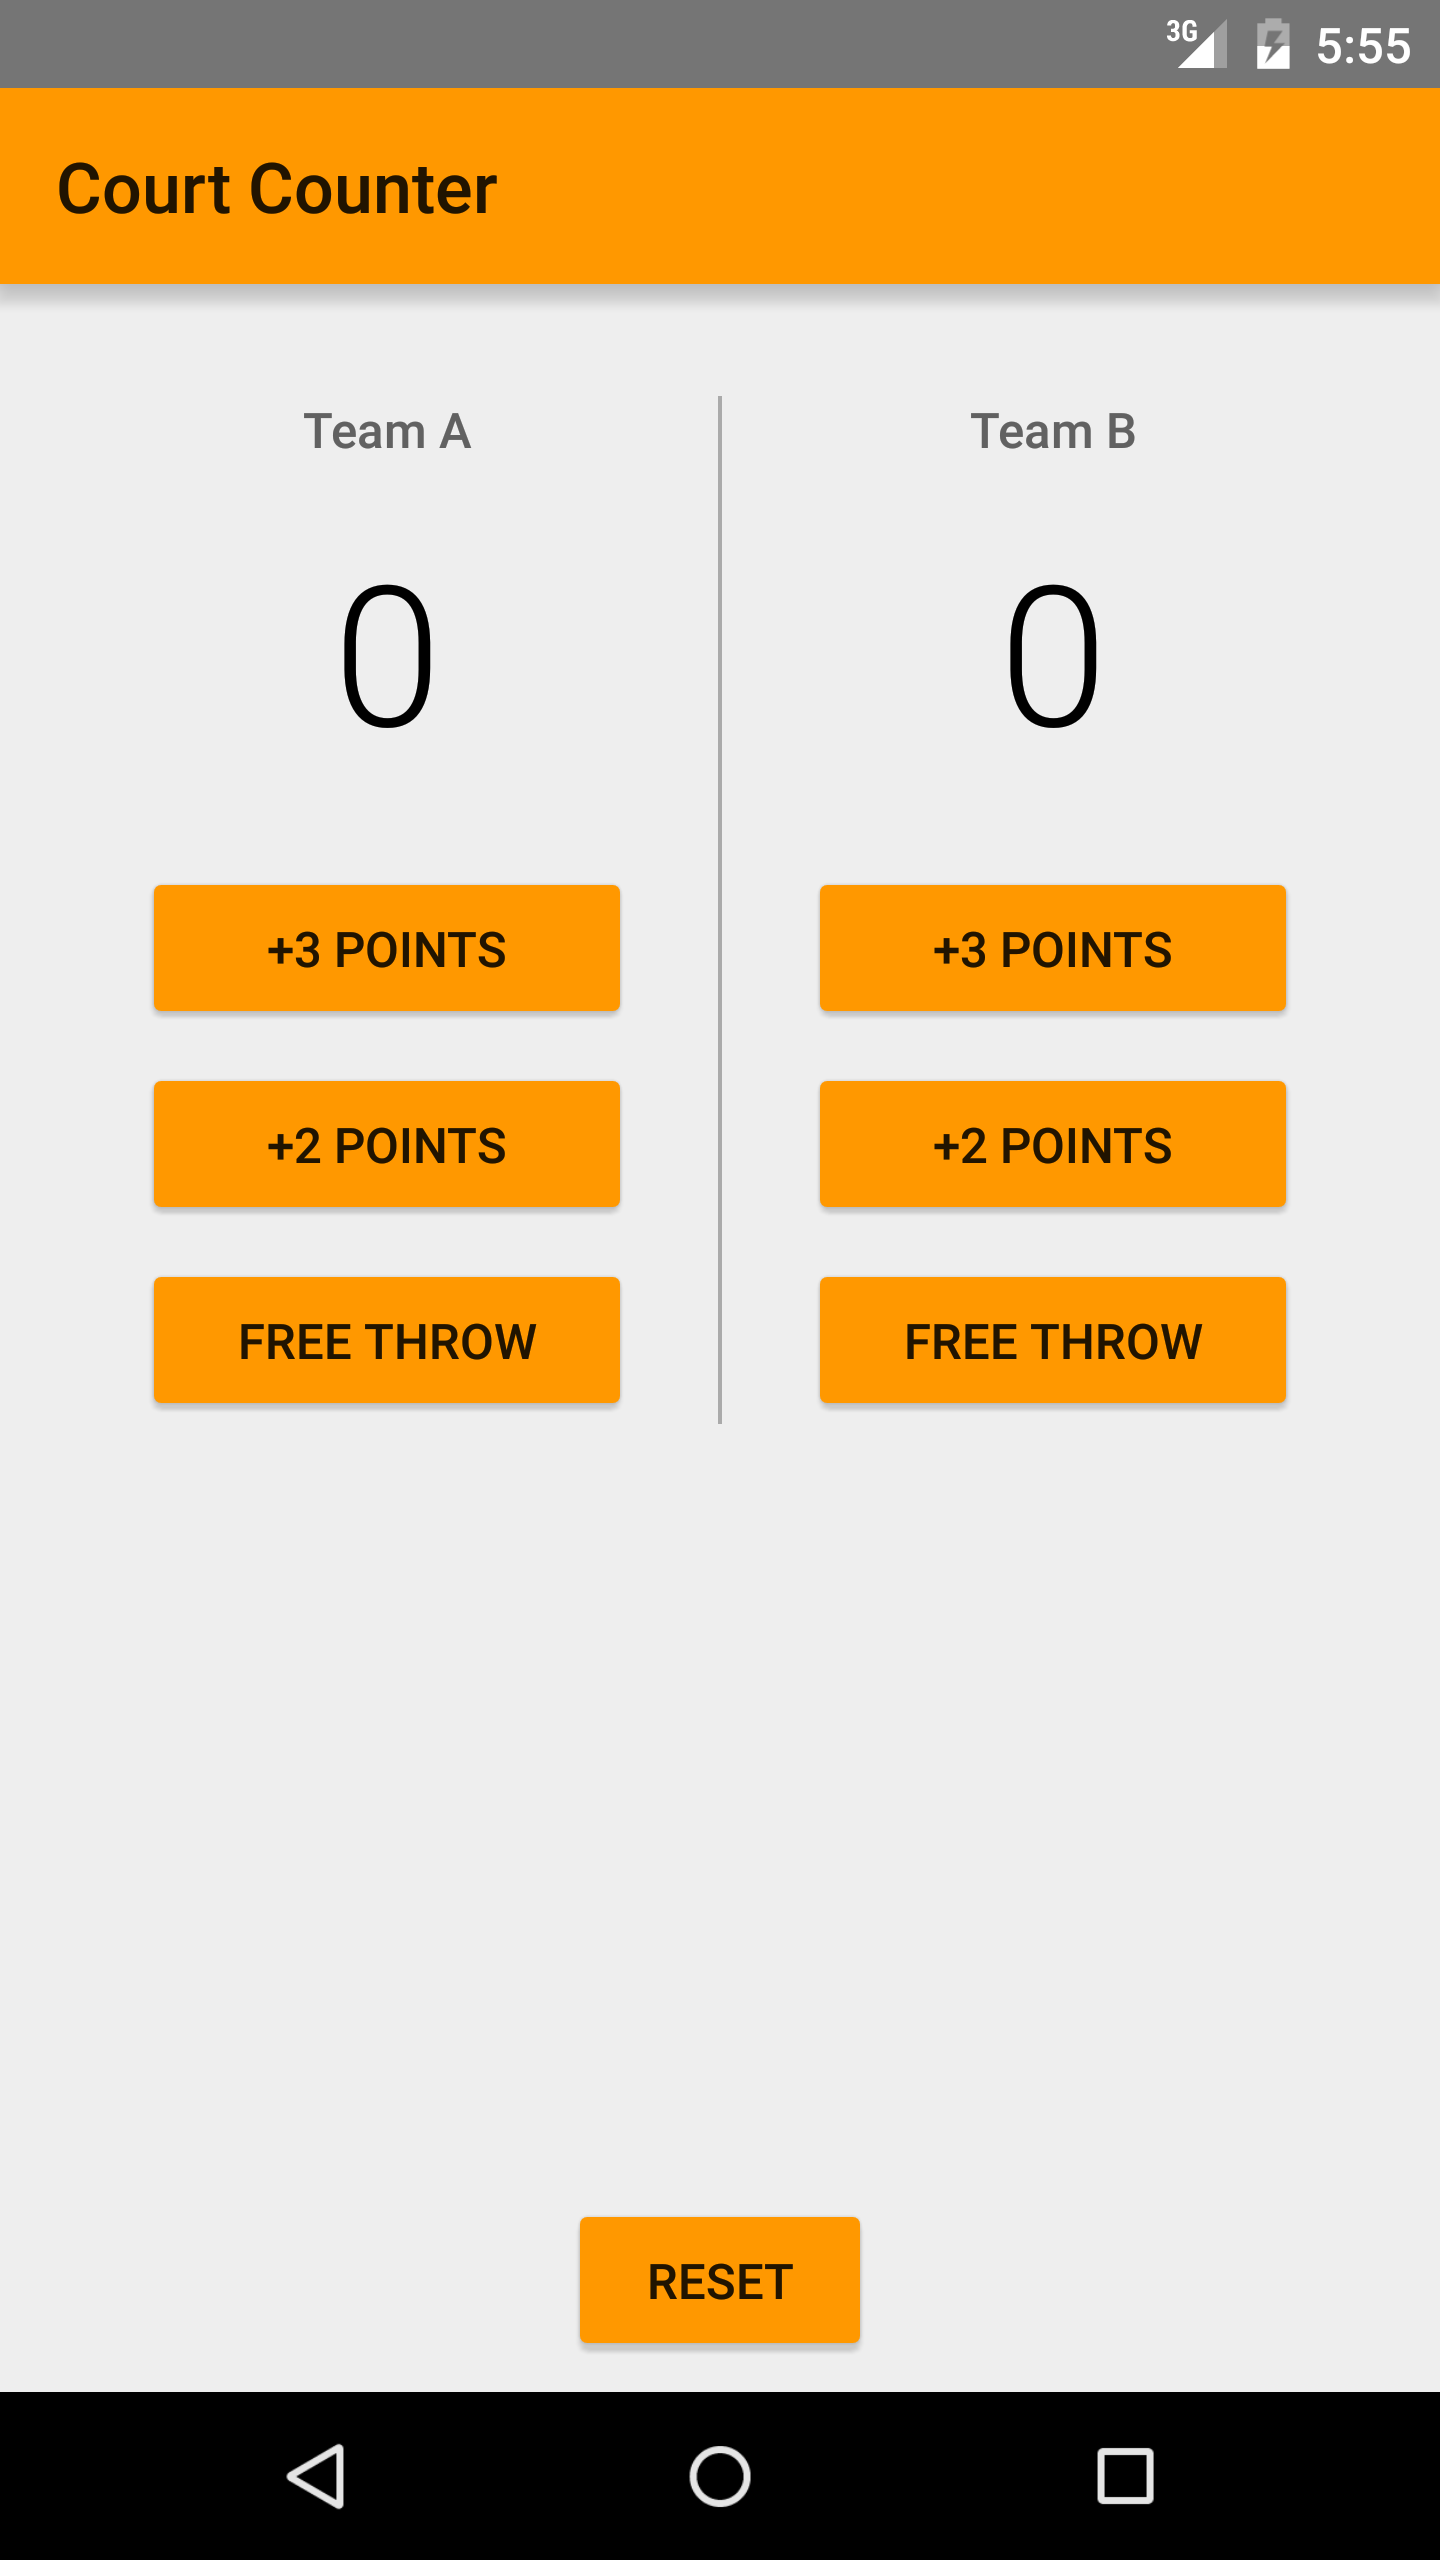 3G 5:55
Court Counter
Team A
0
+3 POINTS
+2 POINTS
FREE THROW
Team B
0
+3 POINTS
+2 POINTS
FREE THROW
RESET